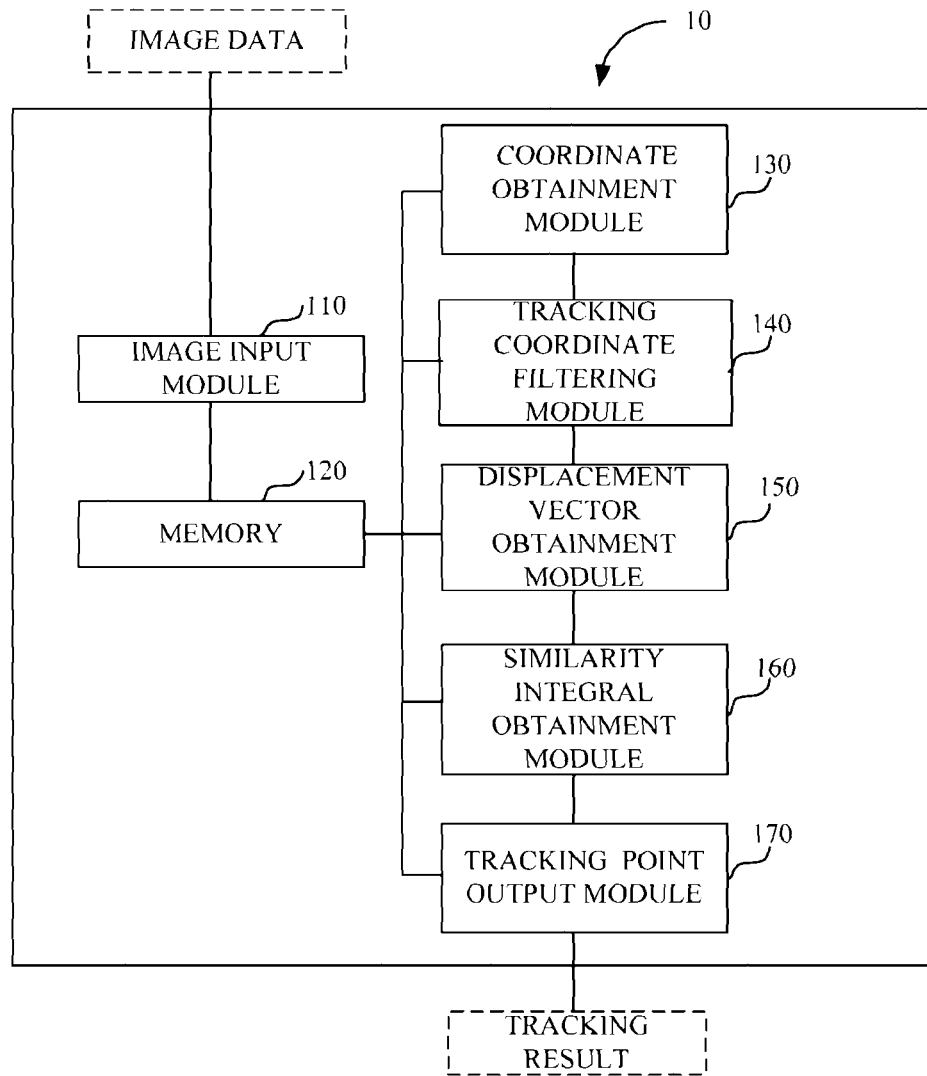 IMAGE DATA
10
COORDINATE
OBTAINMENT
MODULE
130
110
IMAGE INPUT
MODULE
TRACKING
COORDINATE
FILTERING
MODULE
140
120
MEMORY
DISPLACEMENT
VECTOR
OBTAINMENT
MODULE
150
SIMILARITY
INTEGRAL
OBTAINMENT
MODULE
160
TRACKING POINT
OUTPUT MODULE
170
TRACKING
RESULT